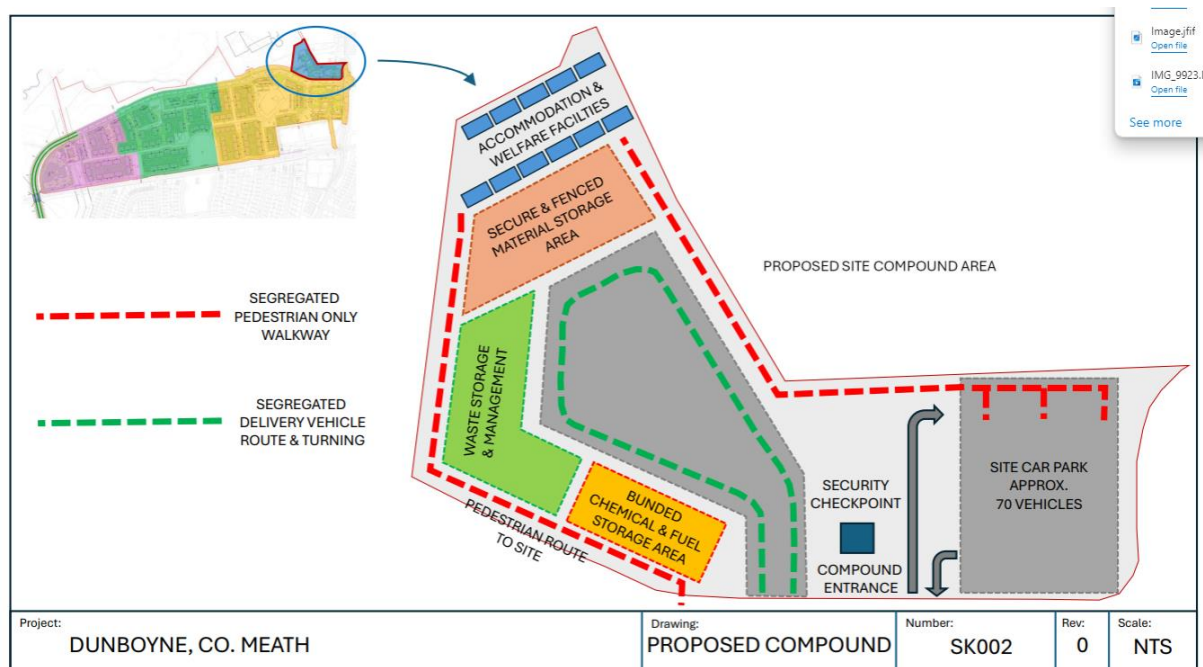 Image.jfif
Open file
IMG_9923.
Open file
See more
ACCOMMODATION &
WELFARE FACILTIES
SECURE & FENCED
MATERIAL STORAGE
AREA
PROPOSED SITE COMPOUND AREA
SEGREGATED
PEDESTRIAN ONLY
WALKWAY
SEGREGATED
DELIVERY VEHICLE
ROUTE & TURNING
WASTE STORAGE
& MANAGEMENT
BUNDED
CHEMICAL & FUEL
STORAGE AREA
PEDESTRIAN ROUTE
TO SITE
SECURITY
CHECKPOINT
COMPOUND
ENTRANCE
SITE CAR PARK
APPROX.
70 VEHICLES
Project:
DUNBOYNE, CO. MEATH
Drawing:
PROPOSED COMPOUND
Number:
SK002
Rev:
0
Scale:
NTS